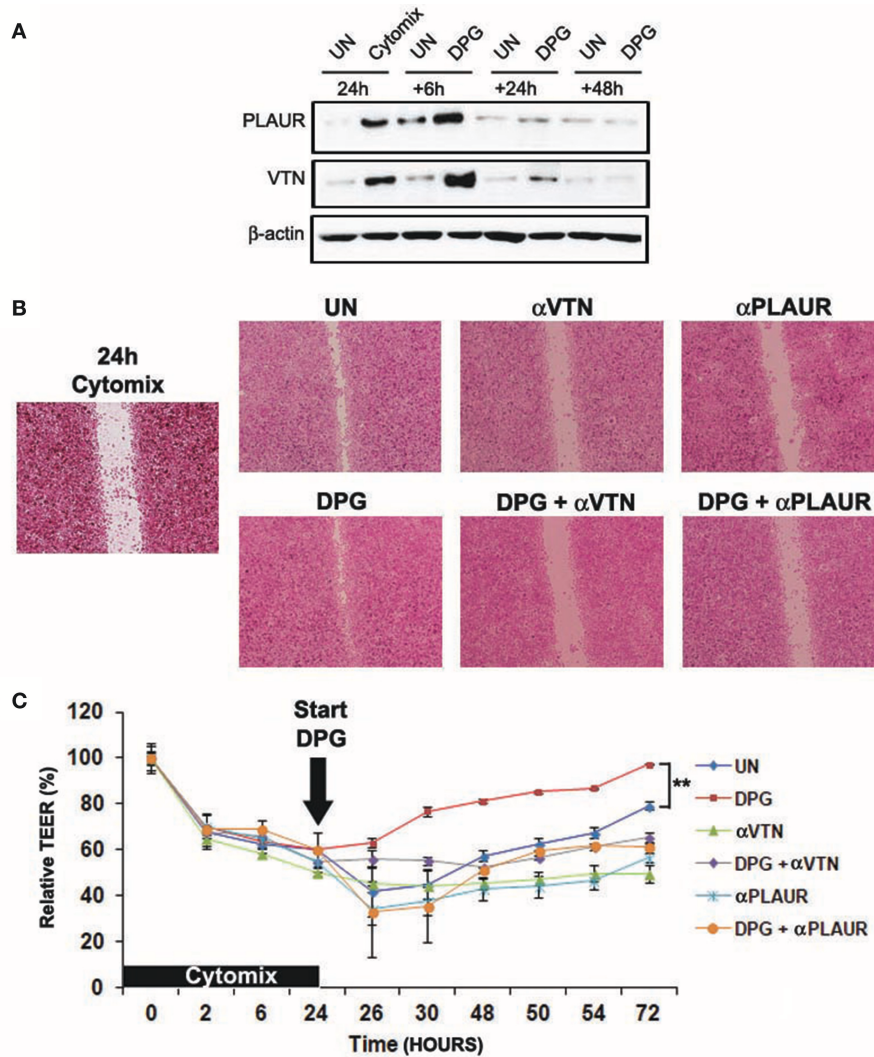 A
UN Cytomix UN DPG UN DPG UN DPG
24h +6h +24h +48h
PLAUR
VTN
β-actin
B
24h
Cytomix
UN αVTN αPLAUR
DPG DPG + αVTN DPG + αPLAUR
C
Relative TEER (%)
120
100
80
60
40
20
0
Start
DPG
**
UN
DPG
αVTN
DPG + αVTN
αPLAUR
DPG + αPLAUR
Cytomix
0 2 6 24 26 30 48 50 54 72
Time (HOURS)